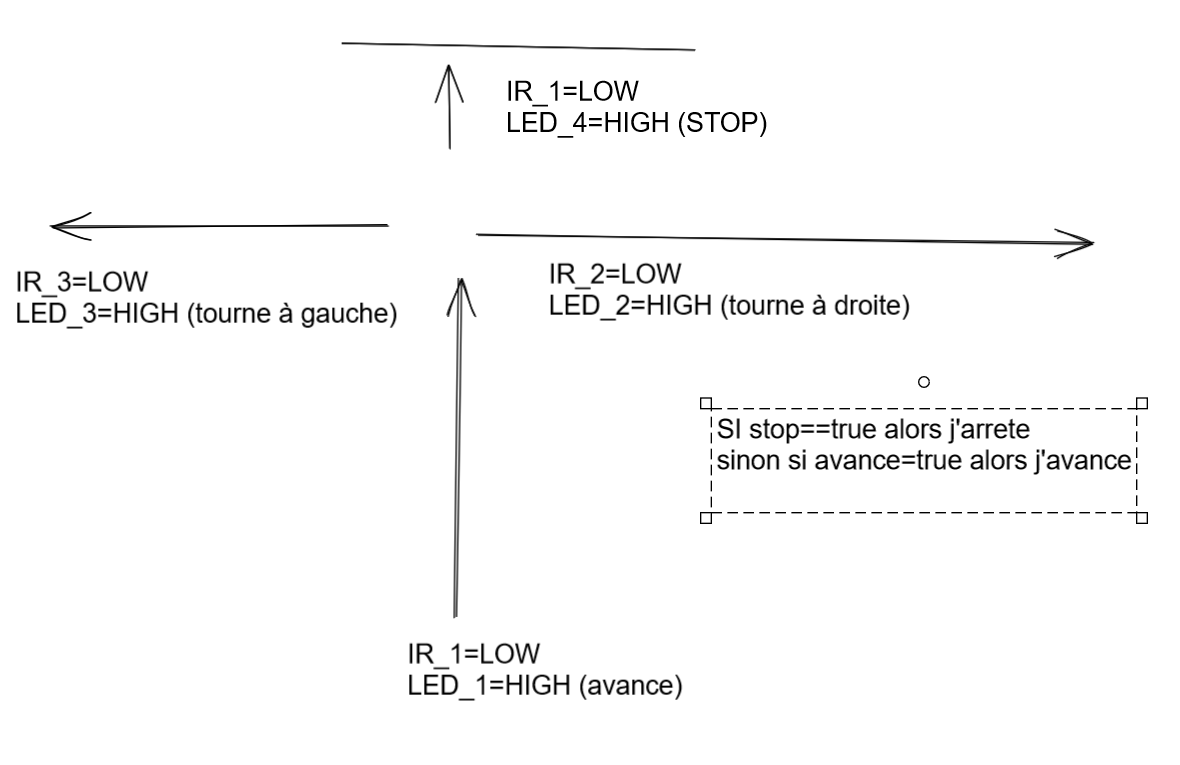 IR_1=LOW
LED_4=HIGH (STOP)
IR_3=LOW
LED_3=HIGH (tourne à gauche)
IR_2=LOW
LED_2=HIGH (tourne à droite)
SI stop==true alors j'arrete
sinon si avance=true alors j'avance
IR_1=LOW
LED_1=HIGH (avance)